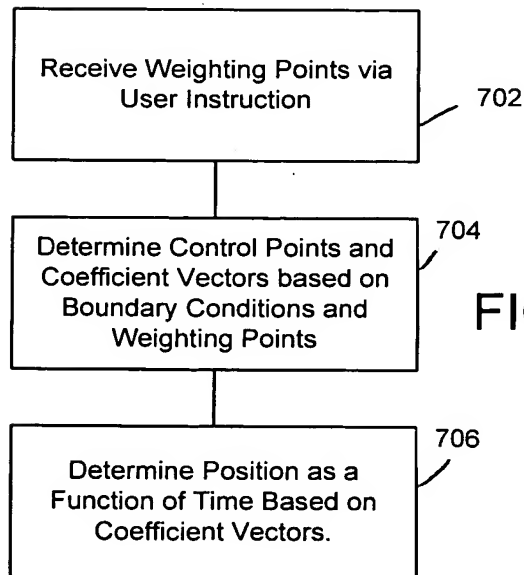 Receive Weighting Points via
User Instruction
702
Determine Control Points and
Coefficient Vectors based on
Boundary Conditions and
Weighting Points
704
Determine Position as a
Function of Time Based on
Coefficient Vectors.
706